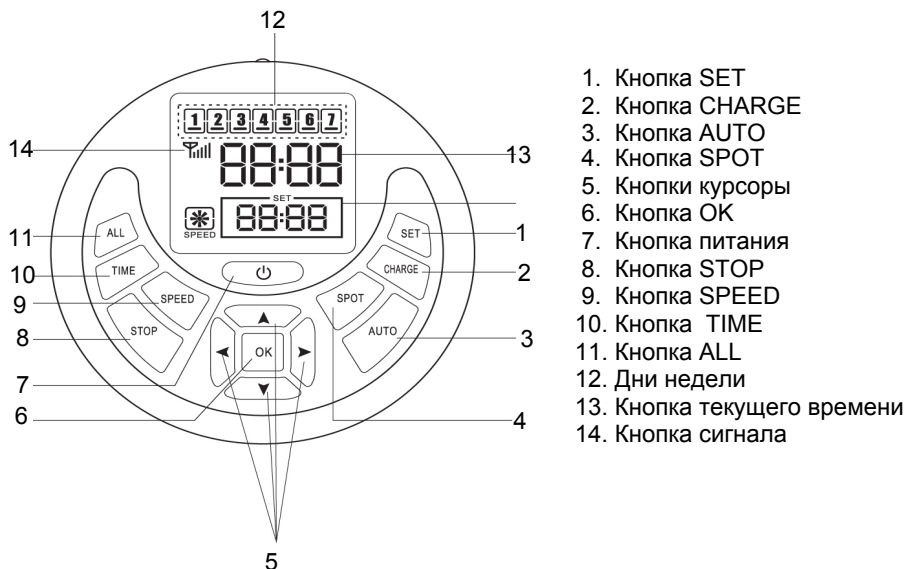 12
1 2 3 4 5 6 7
14
88:88
13
SET
88:88
SPEED
11
ALL
SET
1
10
TIME
CHARGE
2
9
SPEED
SPOT
8
STOP
AUTO
3
7
OK
6
4
5
1. Кнопка SET
2. Кнопка CHARGE
3. Кнопка AUTO
4. Кнопка SPOT
5. Кнопки курсоры
6. Кнопка OK
7. Кнопка питания
8. Кнопка STOP
9. Кнопка SPEED
10. Кнопка TIME
11. Кнопка ALL
12. Дни недели
13. Кнопка текущего времени
14. Кнопка сигнала